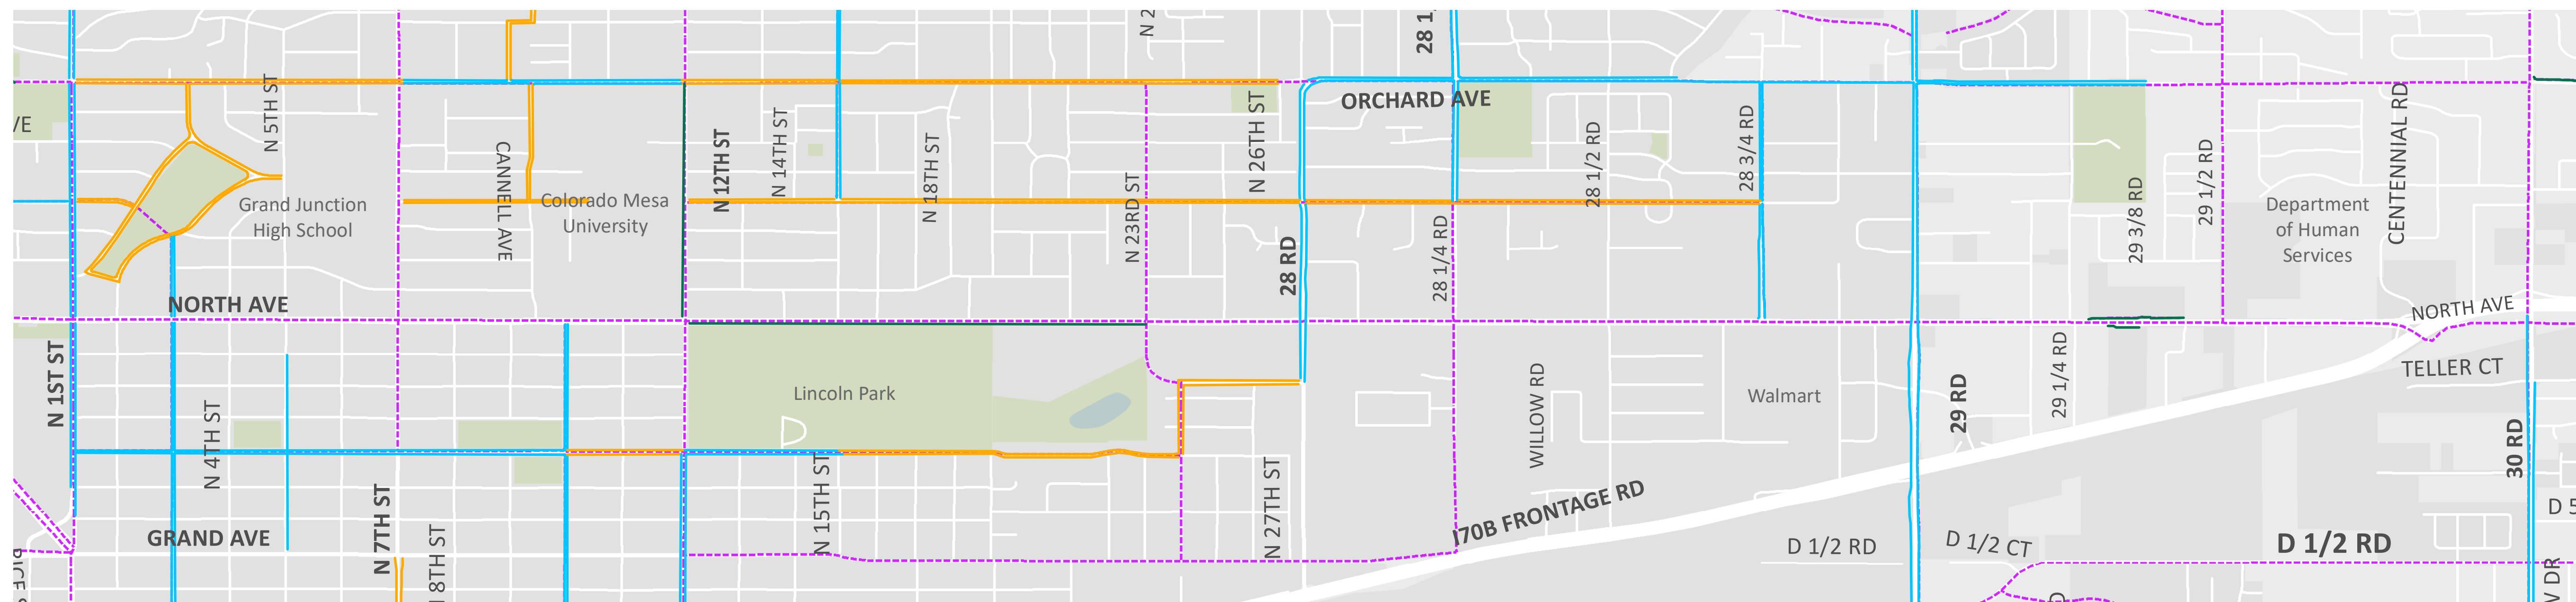 N 2
28 1
/E
N 5TH ST
CANNELL AVE
N 12TH ST
N 14TH ST
N 18TH ST
N 23RD ST
N 26TH ST
ORCHARD AVE
28 1/2 RD
28 3/4 RD
29 3/8 RD
29 1/2 RD
CENTENNIAL RD
Grand Junction
High School
Colorado Mesa
University
Department
of Human
Services
28 RD
28 1/4 RD
NORTH AVE
NORTH AVE
N 1ST ST
N 4TH ST
Lincoln Park
WILLOW RD
Walmart
29 RD
29 1/4 RD
TELLER CT
30 RD
GRAND AVE
N 7TH ST
8TH ST
N 15TH ST
N 27TH ST
I70B FRONTAGE RD
D 1/2 RD
D 1/2 CT
D 1/2 RD
D 5
DR